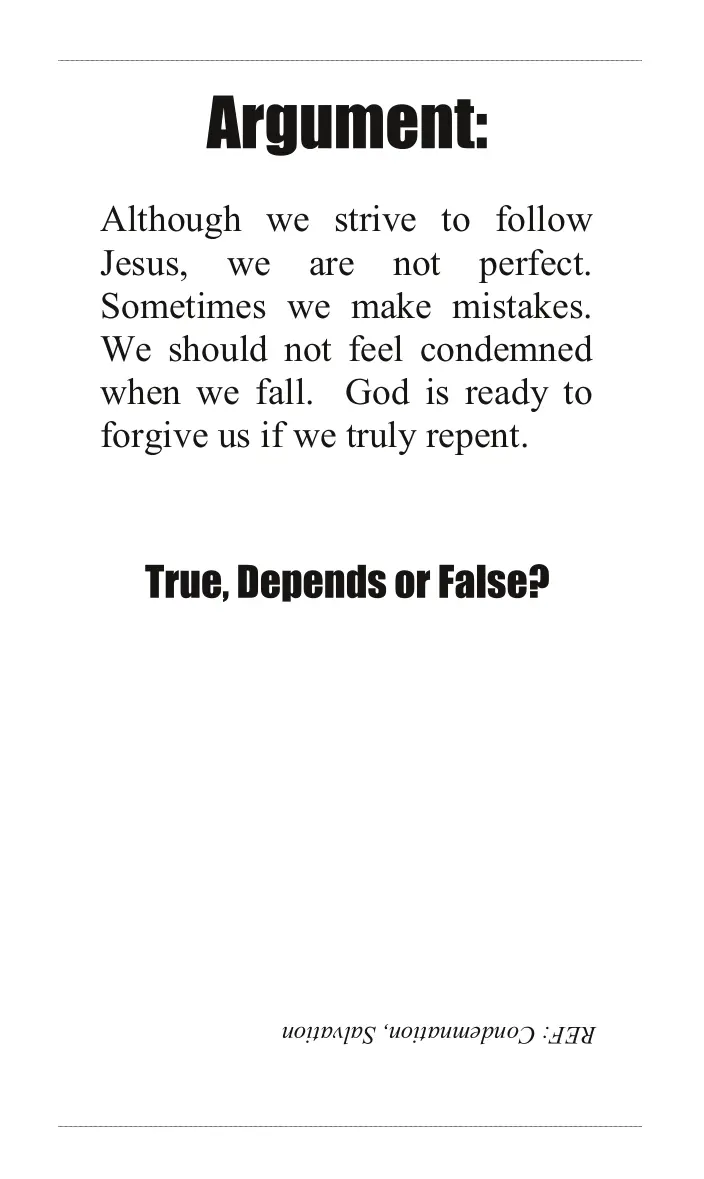 Argument:
Although we strive to follow
Jesus, we are not perfect.
Sometimes we make mistakes.
We should not feel condemned
when we fall.  God is ready to
forgive us if we truly repent.
True, Depends or False?
REF: Condemnation, Salvation